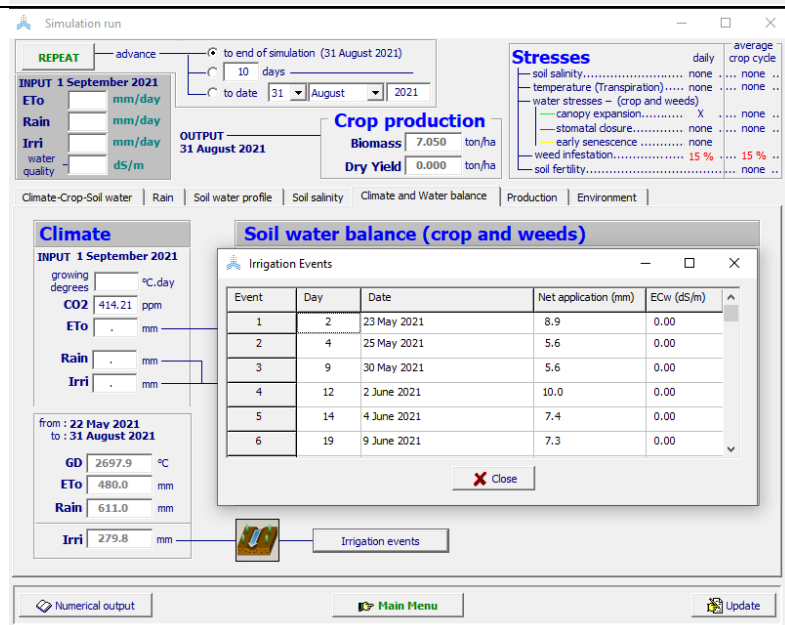 Simulation run
REPEAT
advance
to end of simulation (31 August 2021)
10 days
to date 31 August 2021
INPUT 1 September 2021
ETo mm/day
Rain mm/day
Irri mm/day
water quality dS/m
OUTPUT
31 August 2021
Crop production
Biomass 7.050 ton/ha
Dry Yield 0.000 ton/ha
Stresses daily average crop cycle
soil salinity................... none .... none ..
temperature (Transpiration)..... none .... none ..
water stresses – (crop and weeds)
canopy expansion........... X .... none ..
stomatal closure........... none .... none ..
early senescence ............ none
weed infestation................. 15 % .... 15 % ..
soil fertility........................................ none ..
Climate-Crop-Soil water Rain Soil water profile Soil salinity Climate and Water balance Production Environment
Climate
INPUT 1 September 2021
growing degrees °C.day
CO2 414.21 ppm
ETo . mm
Rain . mm
Irri . mm
from : 22 May 2021
to : 31 August 2021
GD 2697.9 °C
ETo 480.0 mm
Rain 611.0 mm
Irri 279.8 mm
Soil water balance (crop and weeds)
Irrigation Events
Event Day Date Net application (mm) ECw (dS/m)
1 2 23 May 2021 8.9 0.00
2 4 25 May 2021 5.6 0.00
3 9 30 May 2021 5.6 0.00
4 12 2 June 2021 10.0 0.00
5 14 4 June 2021 7.4 0.00
6 19 9 June 2021 7.3 0.00
Close
Irrigation events
Numerical output
Main Menu
Update